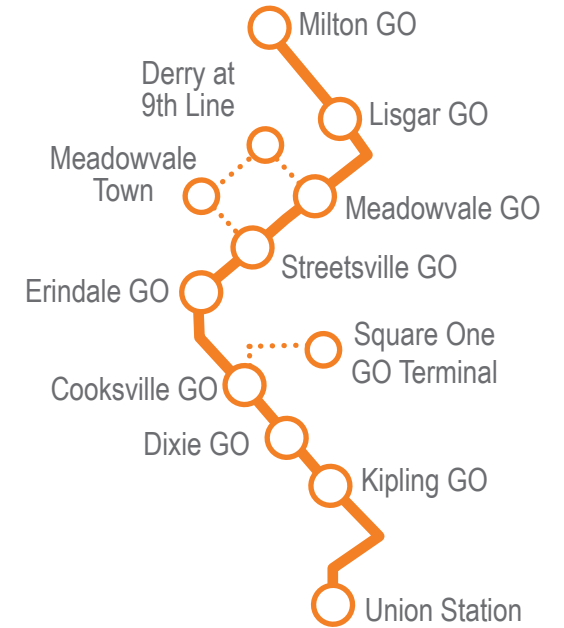 Milton GO
Derry at
9th Line
Lisgar GO
Meadowvale
Town
Meadowvale GO
Streetsville GO
Erindale GO
Square One
GO Terminal
Cooksville GO
Dixie GO
Kipling GO
Union Station